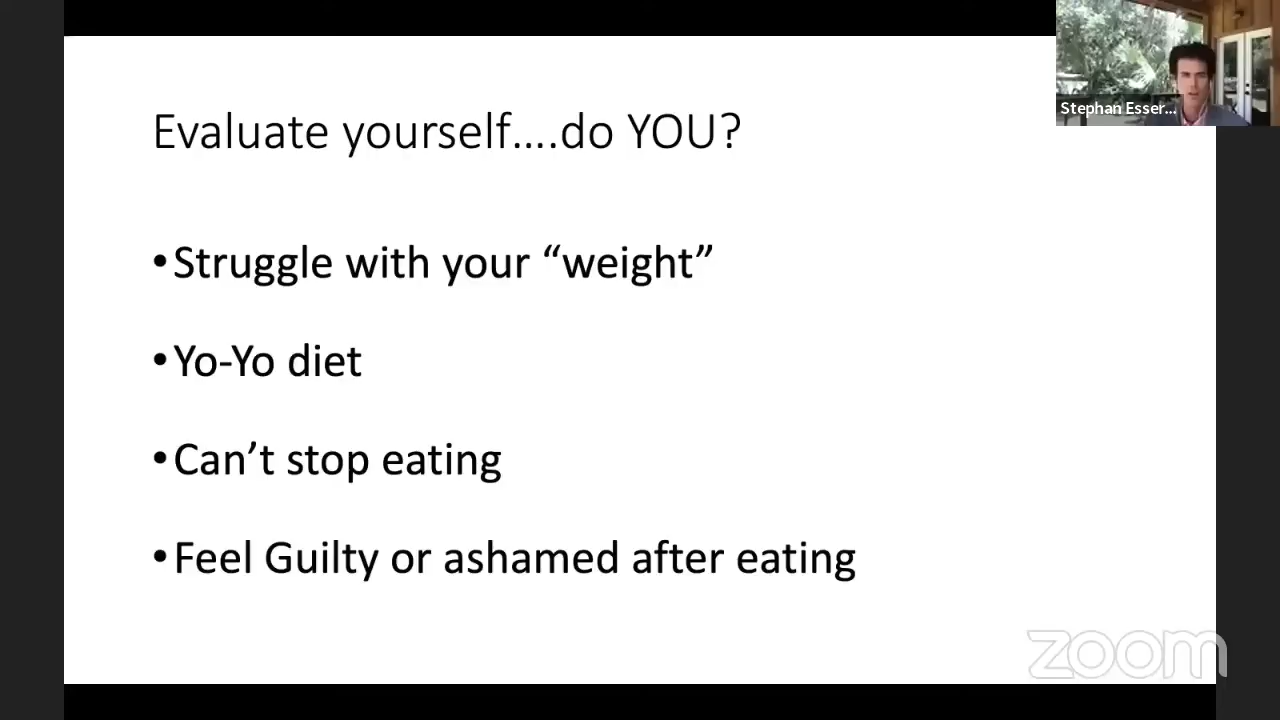 Stephan Esser...
Evaluate yourself....do YOU?
•Struggle with your “weight”
•Yo-Yo diet
•Can’t stop eating
•Feel Guilty or ashamed after eating
zoom